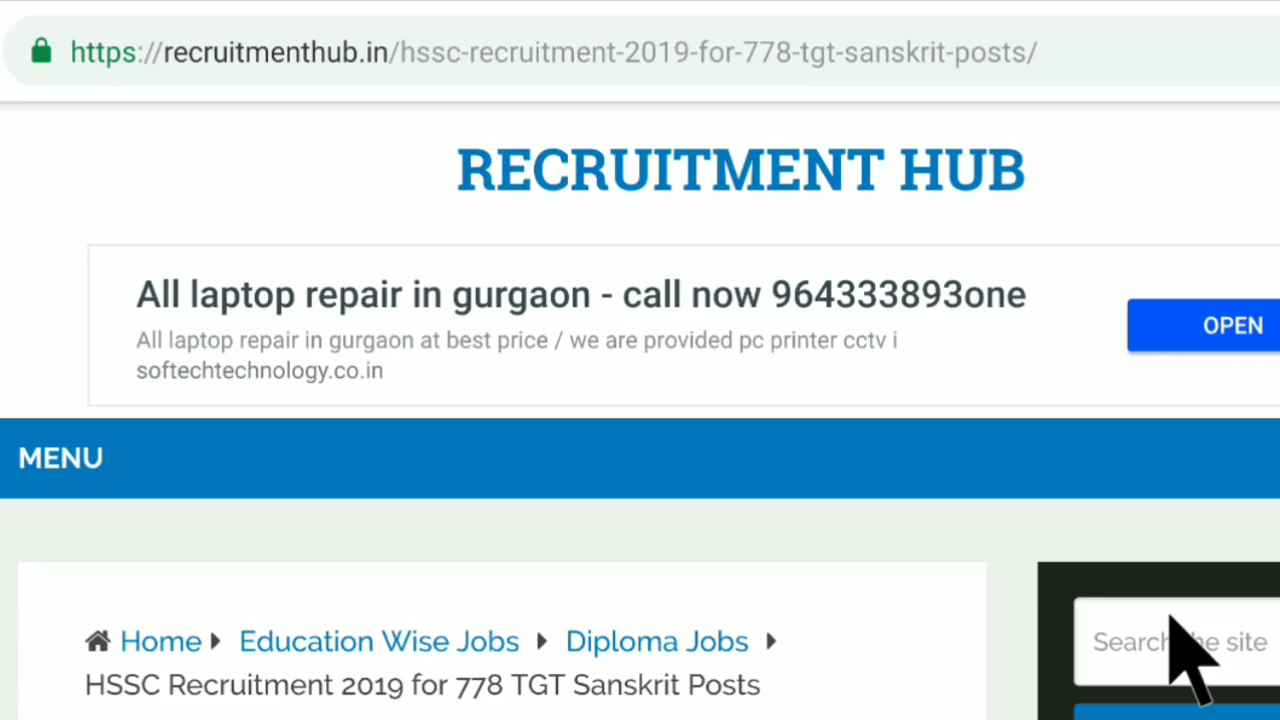 https://recruitmenthub.in/hssc-recruitment-2019-for-778-tgt-sanskrit-posts/
RECRUITMENT HUB
All laptop repair in gurgaon - call now 964333893one
All laptop repair in gurgaon at best price / we are provided pc printer cctv i
softechtechnology.co.in
OPEN
MENU
Home Education Wise Jobs Diploma Jobs
HSSC Recruitment 2019 for 778 TGT Sanskrit Posts
Search the site